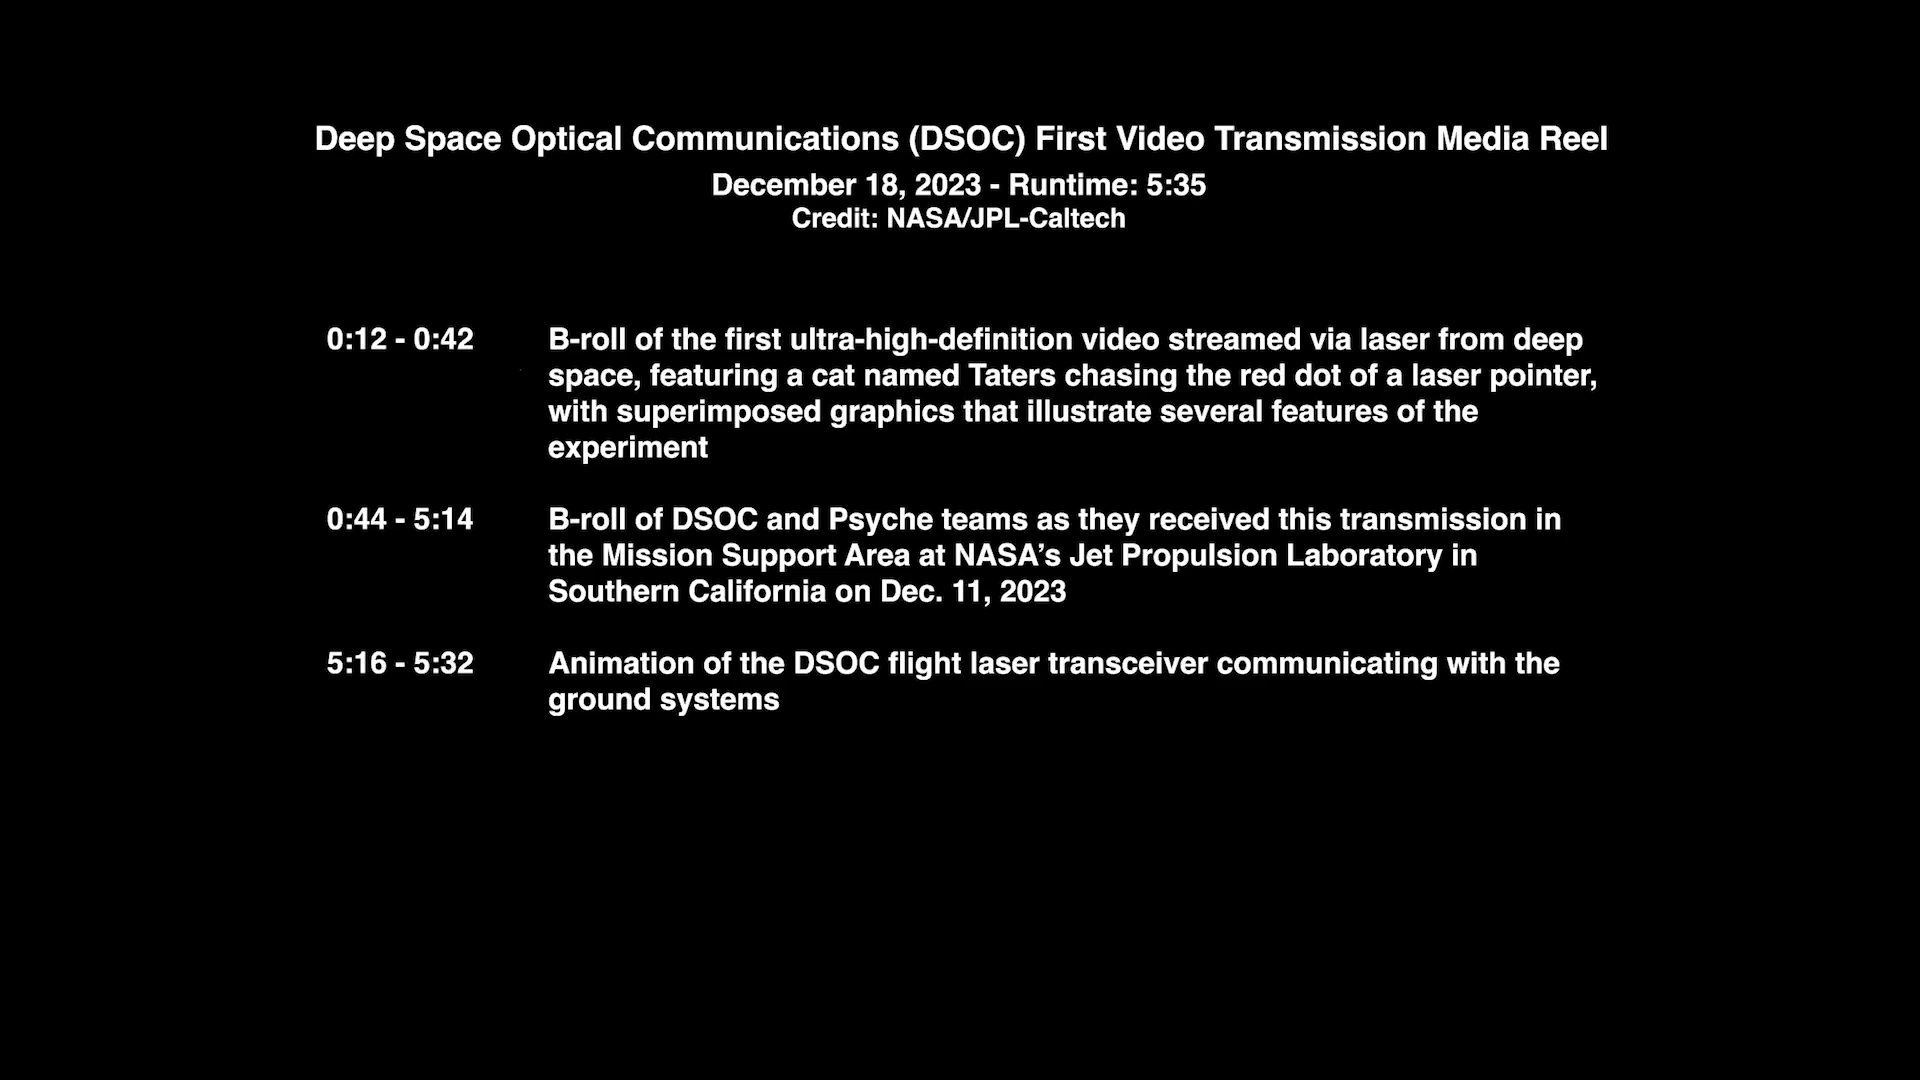 Deep Space Optical Communications (DSOC) First Video Transmission Media Reel
December 18, 2023 - Runtime: 5:35
Credit: NASA/JPL-Caltech
0:12 - 0:42 B-roll of the first ultra-high-definition video streamed via laser from deep
space, featuring a cat named Taters chasing the red dot of a laser pointer,
with superimposed graphics that illustrate several features of the
experiment
0:44 - 5:14 B-roll of DSOC and Psyche teams as they received this transmission in
the Mission Support Area at NASA’s Jet Propulsion Laboratory in
Southern California on Dec. 11, 2023
5:16 - 5:32 Animation of the DSOC flight laser transceiver communicating with the
ground systems